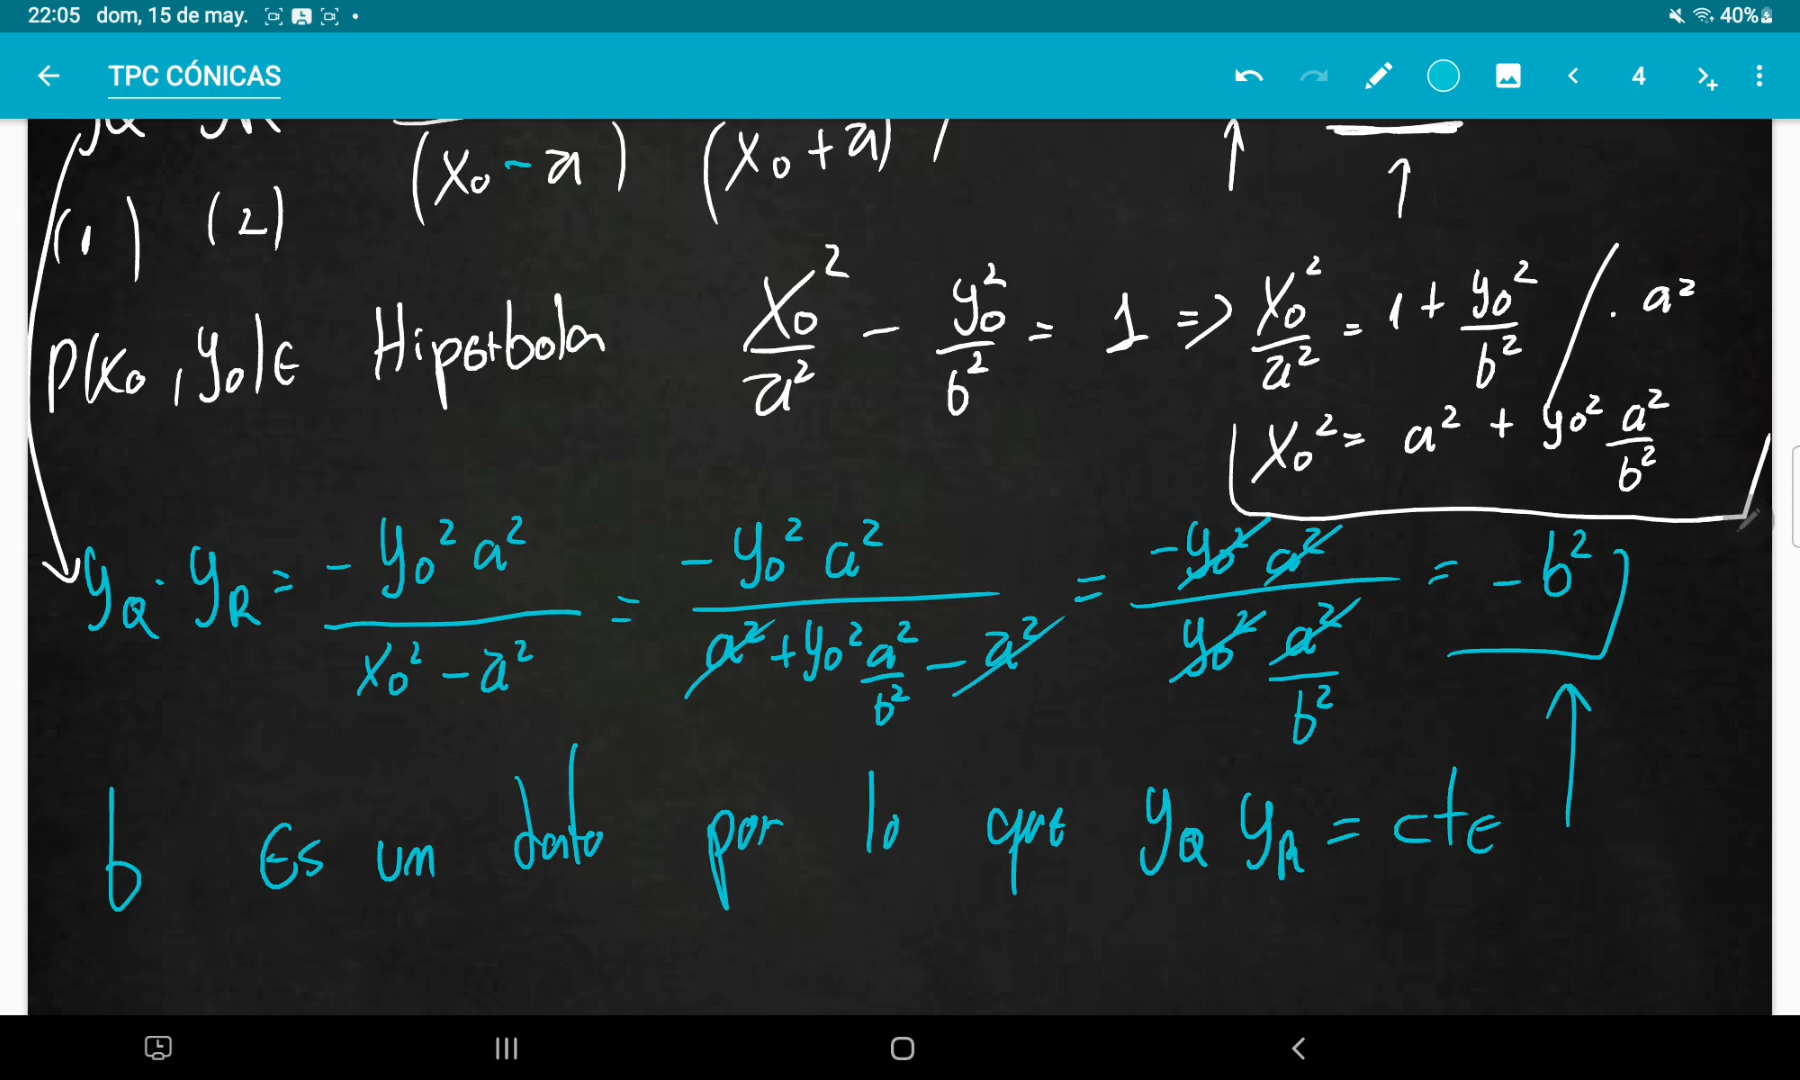 22:05 dom, 15 de may. 40%
TPC CÓNICAS 4
(x₀ - a) (x₀ + a)
(1) (2)
P(x₀, y₀) ∈ Hiperbola x₀²/a² - y₀²/b² = 1 => x₀²/a² = 1 + y₀²/b² / . a²
x₀² = a² + y₀² a²/b²
y_Q · y_R = -y₀² a² / (x₀² - a²) = -y₀² a² / (a² + y₀² a²/b² - a²) = -y₀² a² / (y₀² a²/b²) = -b²
b Es un dato por lo que y_Q y_R = cte